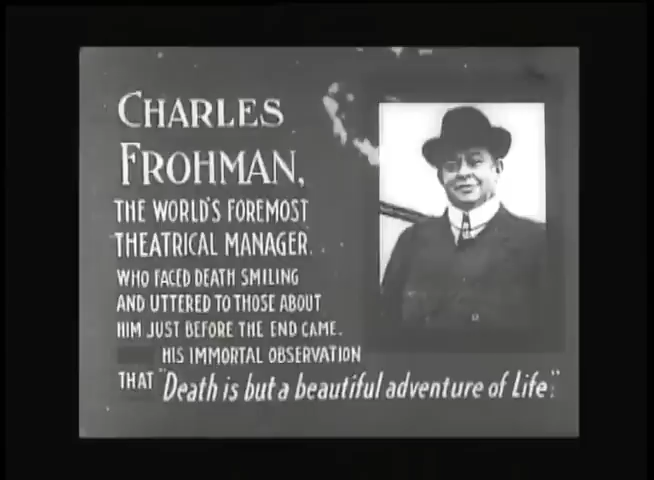 CHARLES
FROHMAN,
THE WORLD'S FOREMOST
THEATRICAL MANAGER.
WHO FACED DEATH SMILING
AND UTTERED TO THOSE ABOUT
HIM JUST BEFORE THE END CAME.
HIS IMMORTAL OBSERVATION
THAT "Death is but a beautiful adventure of Life."